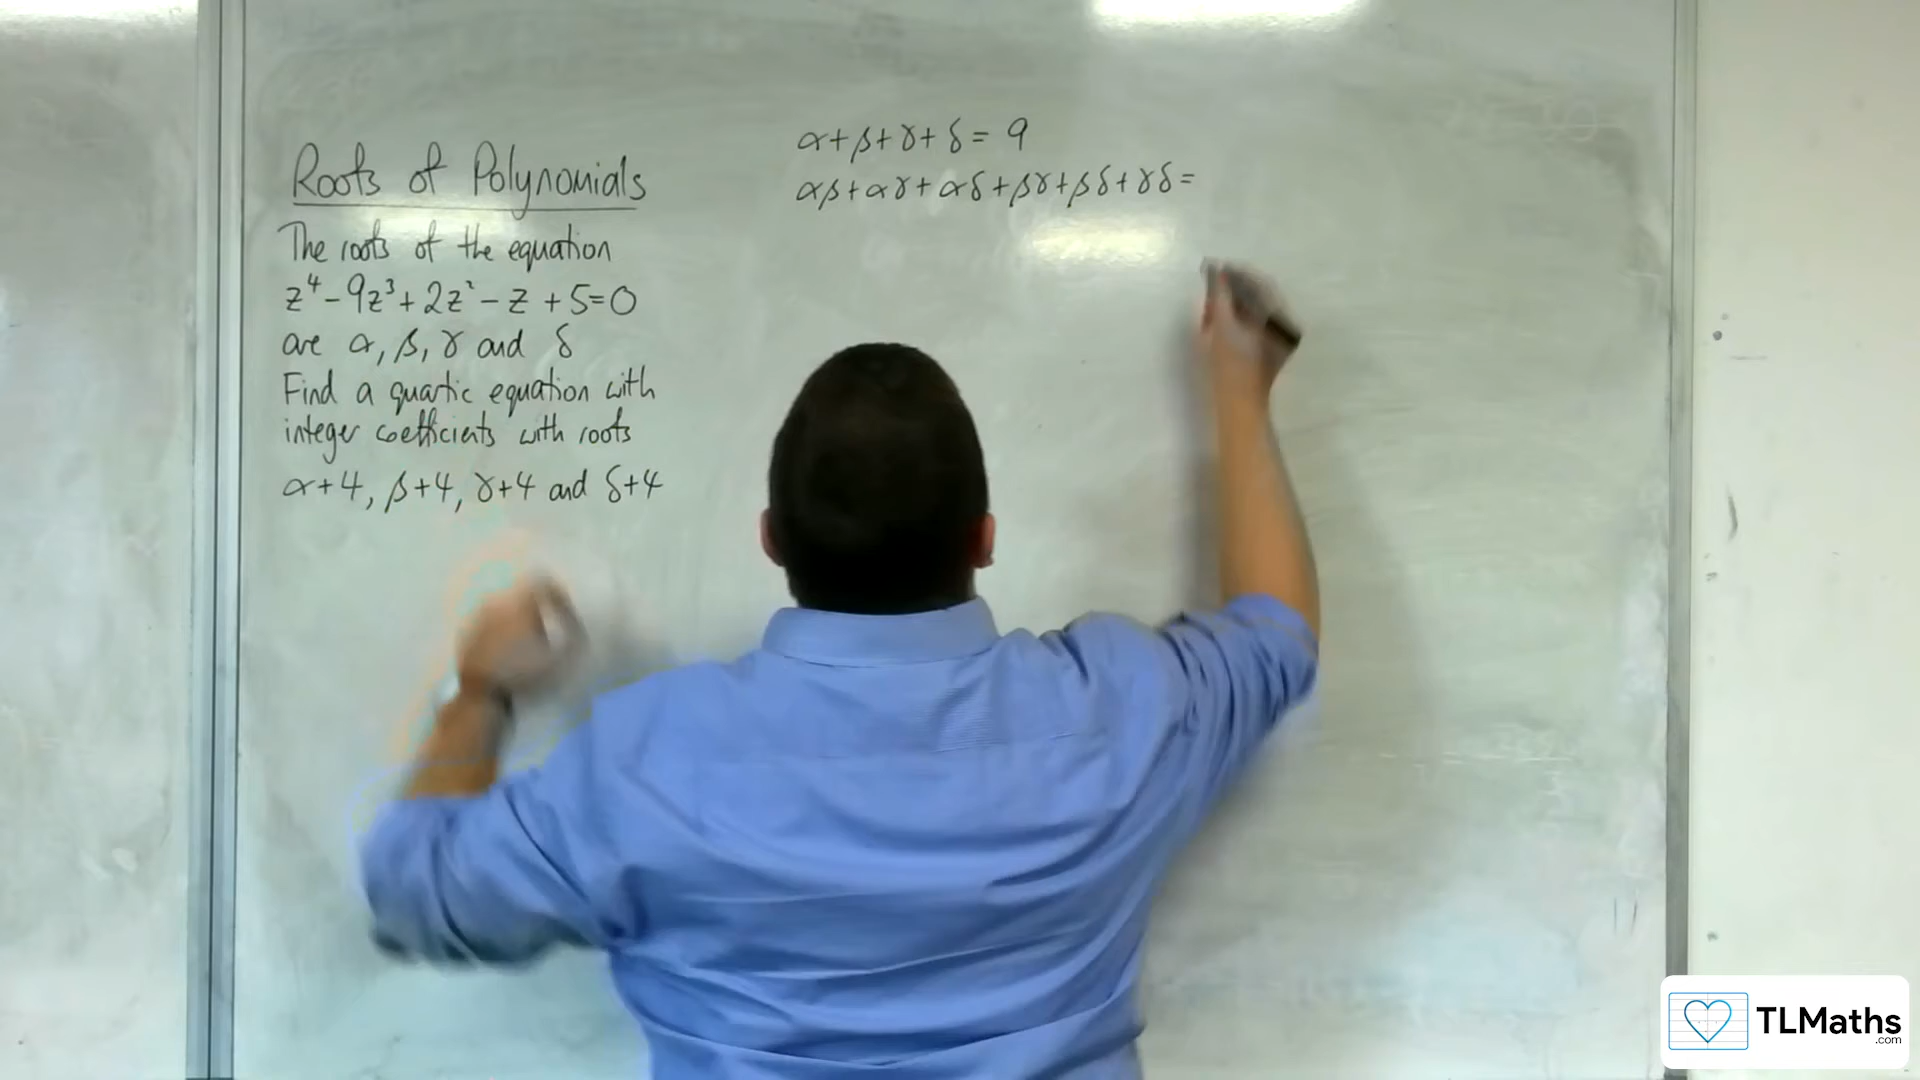 Roots of Polynomials
The roots of the equation
z⁴ - 9z³ + 2z² - z + 5 = 0
are α, β, γ and δ
Find a quartic equation with
integer coefficients with roots
α+4, β+4, γ+4 and δ+4
α+β+γ+δ = 9
αβ+αγ+αδ+βγ+βδ+γδ =
TLMaths
.com